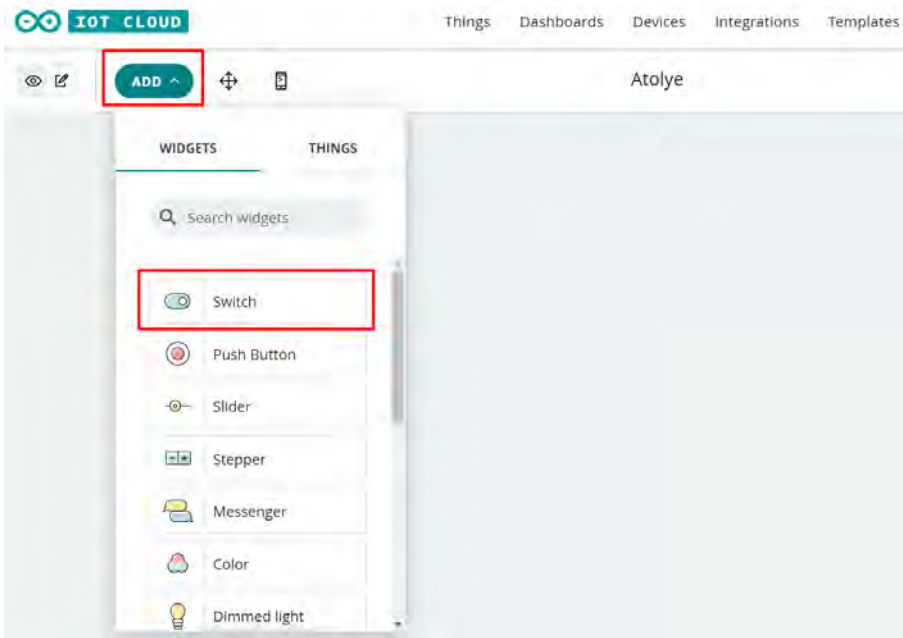 IOT CLOUD
Things Dashboards Devices Integrations Templates
ADD
Atolye
WIDGETS THINGS
Search widgets
Switch
Push Button
Slider
Stepper
Messenger
Color
Dimmed light